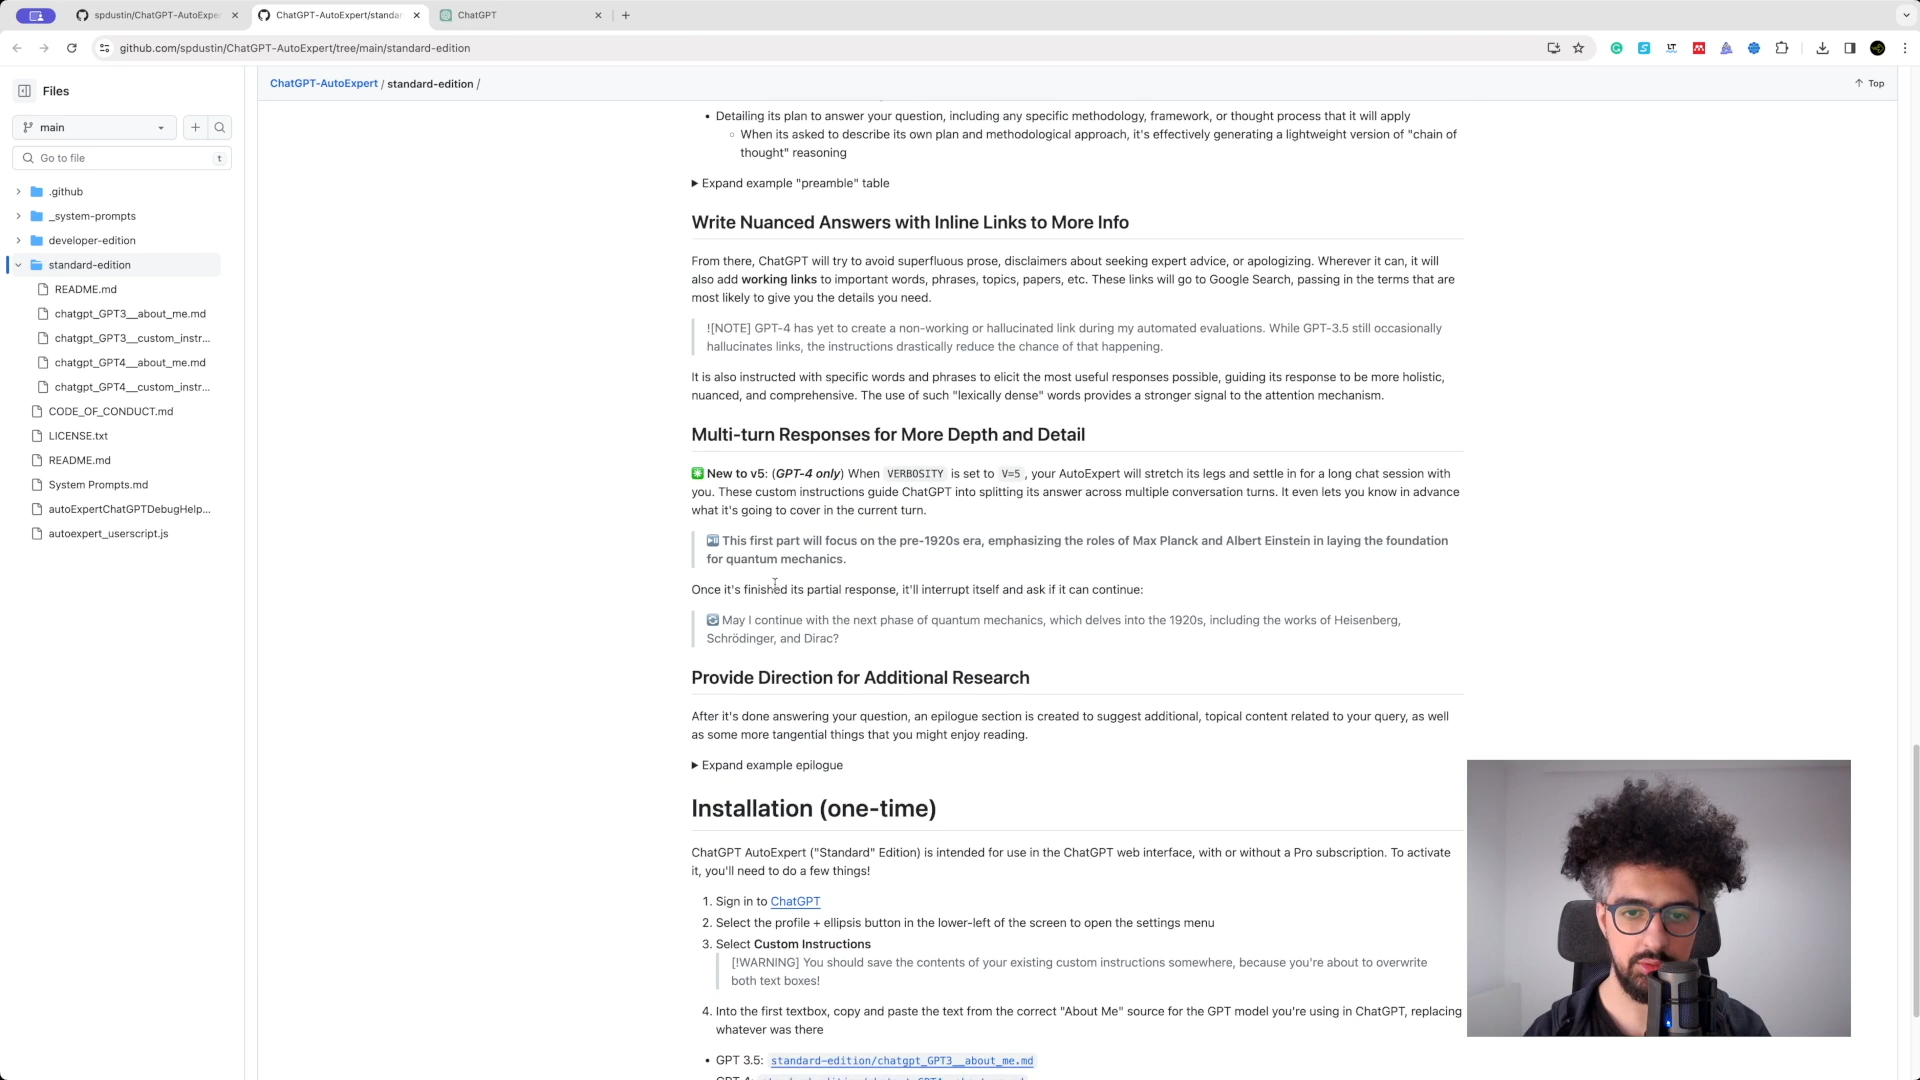 spdustin/ChatGPT-AutoExper
ChatGPT-AutoExpert/standar
ChatGPT
github.com/spdustin/ChatGPT-AutoExpert/tree/main/standard-edition
Files
main
Go to file
t
.github
_system-prompts
developer-edition
standard-edition
README.md
chatgpt_GPT3__about_me.md
chatgpt_GPT3__custom_instr...
chatgpt_GPT4__about_me.md
chatgpt_GPT4__custom_instr...
CODE_OF_CONDUCT.md
LICENSE.txt
README.md
System Prompts.md
autoExpertChatGPTDebugHelp...
autoexpert_userscript.js
ChatGPT-AutoExpert / standard-edition /
Top
• Detailing its plan to answer your question, including any specific methodology, framework, or thought process that it will apply
When its asked to describe its own plan and methodological approach, it's effectively generating a lightweight version of "chain of
thought" reasoning
Expand example "preamble" table
Write Nuanced Answers with Inline Links to More Info
From there, ChatGPT will try to avoid superfluous prose, disclaimers about seeking expert advice, or apologizing. Wherever it can, it will
also add working links to important words, phrases, topics, papers, etc. These links will go to Google Search, passing in the terms that are
most likely to give you the details you need.
![NOTE] GPT-4 has yet to create a non-working or hallucinated link during my automated evaluations. While GPT-3.5 still occasionally
hallucinates links, the instructions drastically reduce the chance of that happening.
It is also instructed with specific words and phrases to elicit the most useful responses possible, guiding its response to be more holistic,
nuanced, and comprehensive. The use of such "lexically dense" words provides a stronger signal to the attention mechanism.
Multi-turn Responses for More Depth and Detail
New to v5: (GPT-4 only) When VERBOSITY is set to V=5 , your AutoExpert will stretch its legs and settle in for a long chat session with
you. These custom instructions guide ChatGPT into splitting its answer across multiple conversation turns. It even lets you know in advance
what it's going to cover in the current turn.
This first part will focus on the pre-1920s era, emphasizing the roles of Max Planck and Albert Einstein in laying the foundation
for quantum mechanics.
Once it's finished its partial response, it'll interrupt itself and ask if it can continue:
May I continue with the next phase of quantum mechanics, which delves into the 1920s, including the works of Heisenberg,
Schrödinger, and Dirac?
Provide Direction for Additional Research
After it's done answering your question, an epilogue section is created to suggest additional, topical content related to your query, as well
as some more tangential things that you might enjoy reading.
Expand example epilogue
Installation (one-time)
ChatGPT AutoExpert ("Standard" Edition) is intended for use in the ChatGPT web interface, with or without a Pro subscription. To activate
it, you'll need to do a few things!
1. Sign in to ChatGPT
2. Select the profile + ellipsis button in the lower-left of the screen to open the settings menu
3. Select Custom Instructions
[!WARNING] You should save the contents of your existing custom instructions somewhere, because you're about to overwrite
both text boxes!
4. Into the first textbox, copy and paste the text from the correct "About Me" source for the GPT model you're using in ChatGPT, replacing
whatever was there
• GPT 3.5: standard-edition/chatgpt_GPT3__about_me.md